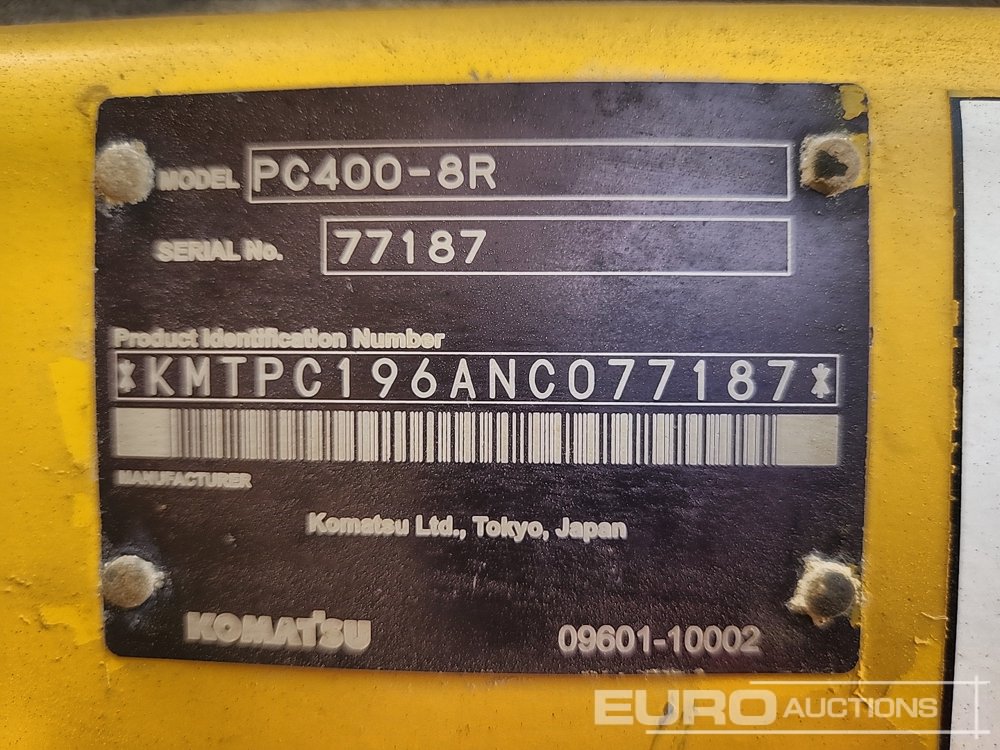 MODEL PC400-8R
SERIAL No. 77187
Product Identification Number
*KMTPC196ANC077187*
MANUFACTURER
Komatsu Ltd., Tokyo, Japan
KOMATSU 09601-10002
EURO AUCTIONS